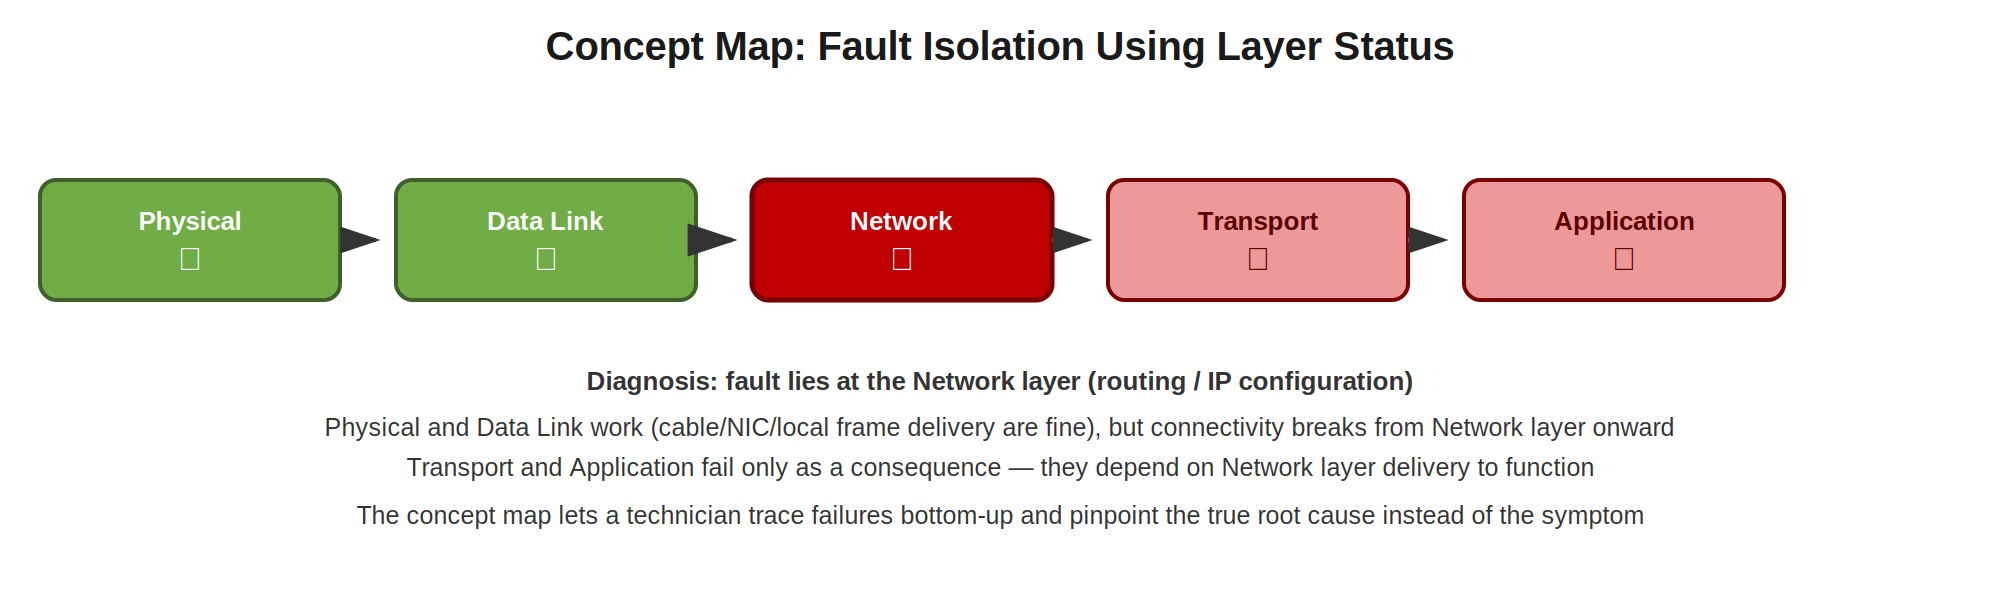 Concept Map: Fault Isolation Using Layer Status
Physical
Data Link
Network
Transport
Application
Diagnosis: fault lies at the Network layer (routing / IP configuration)
Physical and Data Link work (cable/NIC/local frame delivery are fine), but connectivity breaks from Network layer onward
Transport and Application fail only as a consequence — they depend on Network layer delivery to function
The concept map lets a technician trace failures bottom-up and pinpoint the true root cause instead of the symptom